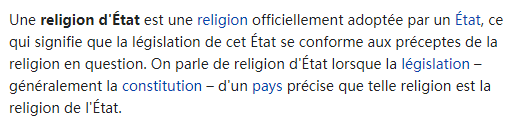 Une religion d'État est une religion officiellement adoptée par un État, ce
qui signifie que la législation de cet État se conforme aux préceptes de la
religion en question. On parle de religion d'État lorsque la législation –
généralement la constitution – d'un pays précise que telle religion est la
religion de l'État.